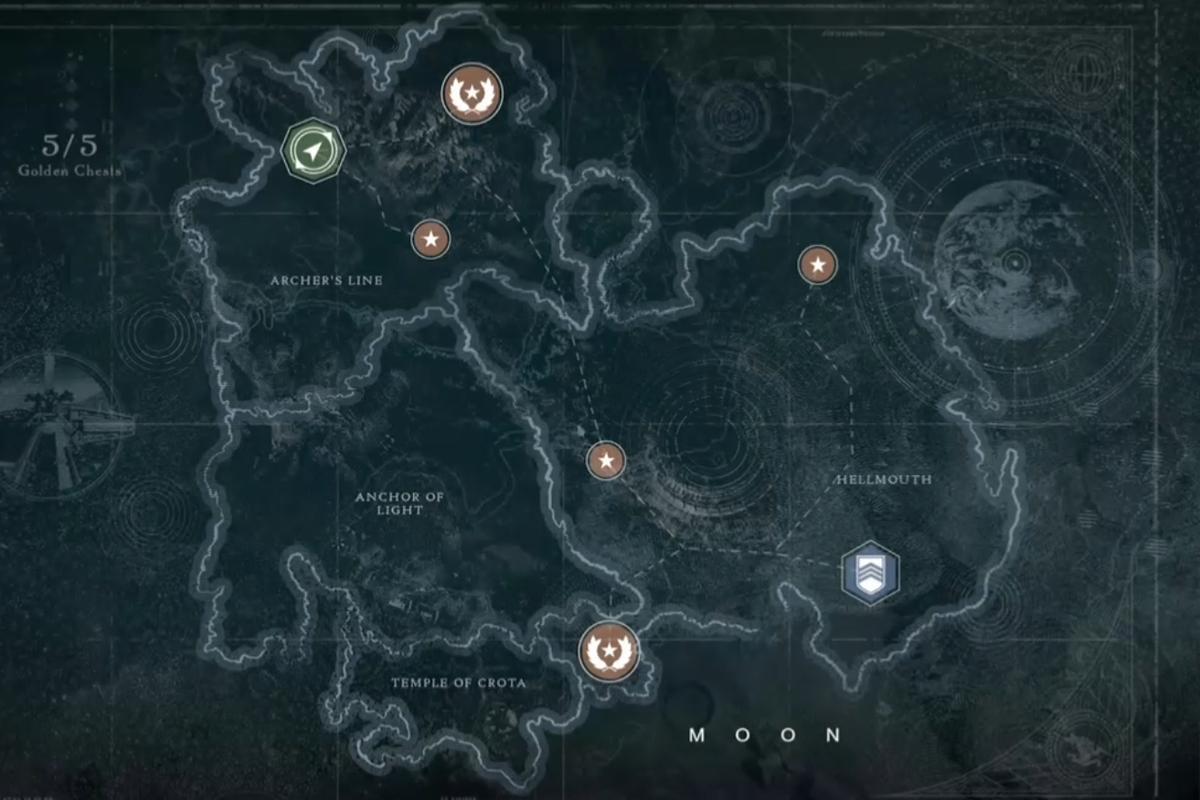 5/5
Golden Chests
ARCHER'S LINE
HELLMOUTH
ANCHOR OF
LIGHT
TEMPLE OF CROTA
MOON